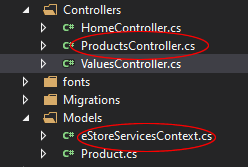 Controllers
C# HomeController.cs
C# ProductsController.cs
C# ValuesController.cs
fonts
Migrations
Models
C# eStoreServicesContext.cs
C# Product.cs